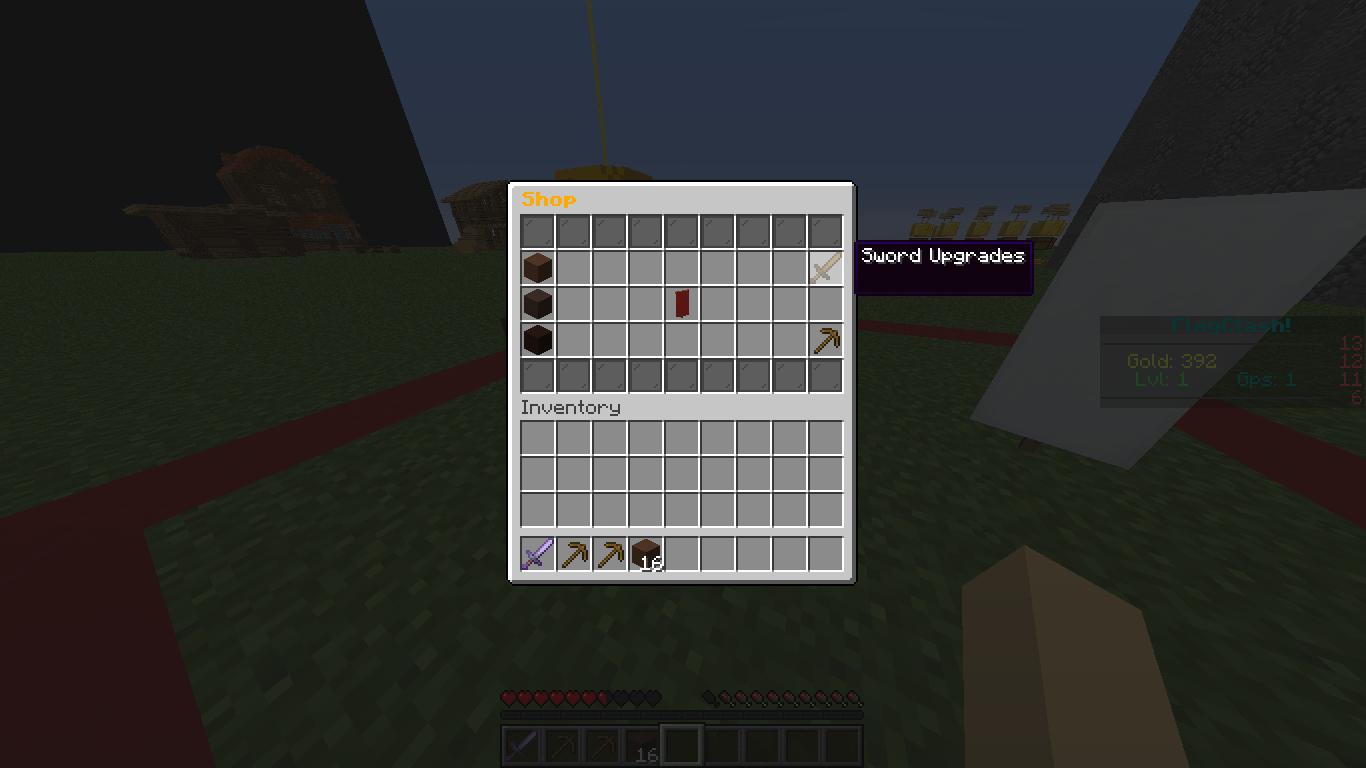 Shop
Sword Upgrades
FlagClash!
13
Gold: 392
12
Lvl: 1
Gps: 1
11
6
Inventory
16
16